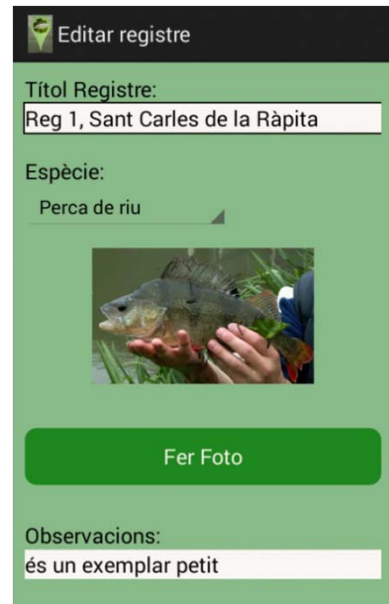 Editar registre
Títol Registre:
Reg 1, Sant Carles de la Ràpita
Espècie:
Perca de riu
Fer Foto
Observacions:
és un exemplar petit